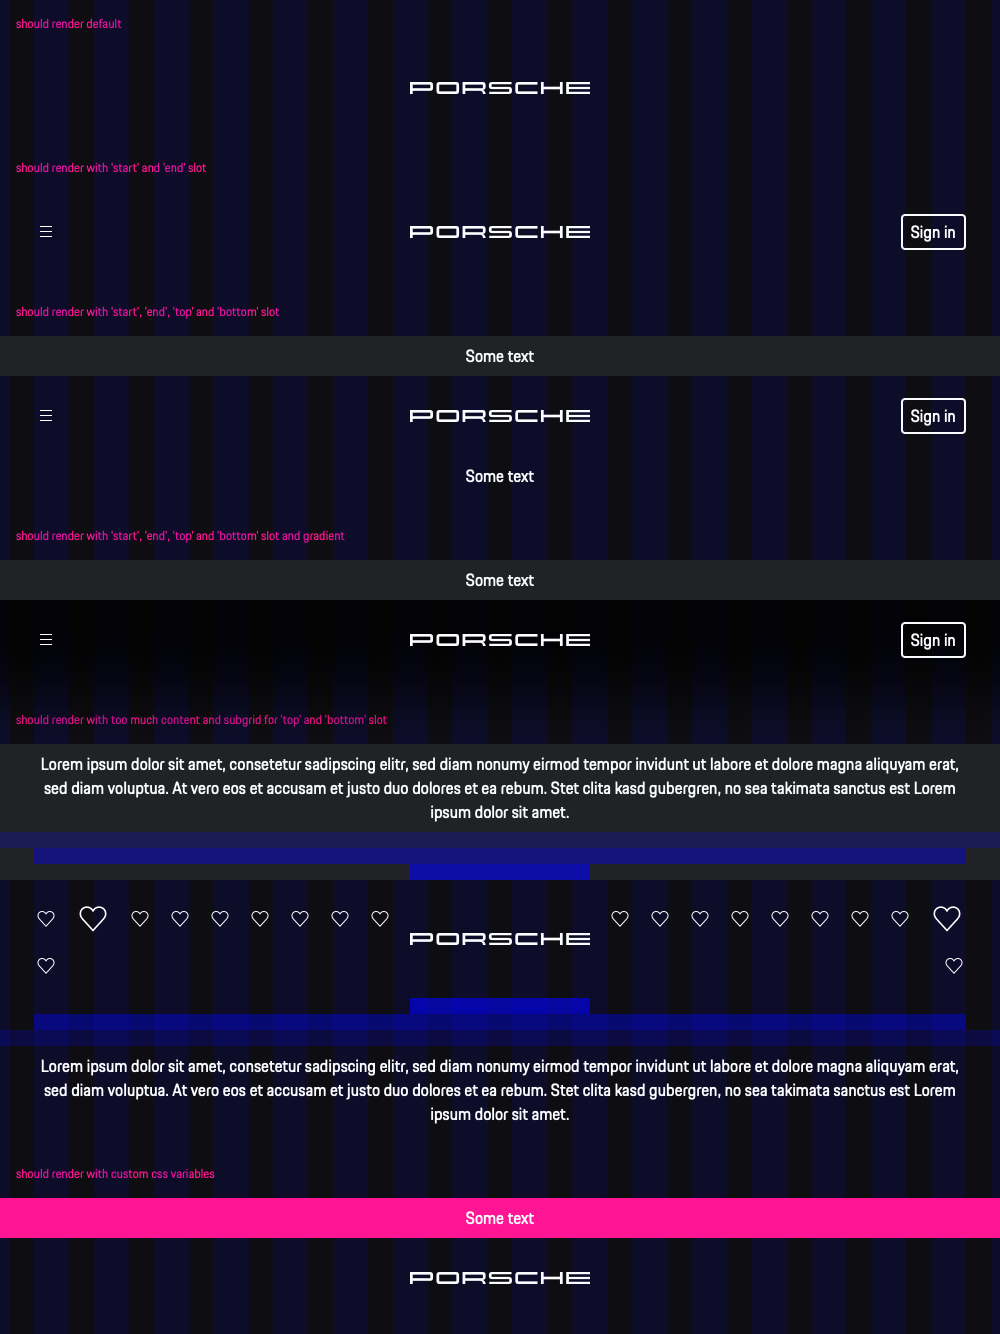 should render default
PORSCHE
should render with 'start' and 'end' slot
PORSCHE
Sign in
should render with 'start', 'end', 'top' and 'bottom' slot
Some text
PORSCHE
Sign in
Some text
should render with 'start', 'end', 'top' and 'bottom' slot and gradient
Some text
PORSCHE
Sign in
should render with too much content and subgrid for 'top' and 'bottom' slot
Lorem ipsum dolor sit amet, consetetur sadipscing elitr, sed diam nonumy eirmod tempor invidunt ut labore et dolore magna aliquyam erat,
sed diam voluptua. At vero eos et accusam et justo duo dolores et ea rebum. Stet clita kasd gubergren, no sea takimata sanctus est Lorem
ipsum dolor sit amet.
PORSCHE
Lorem ipsum dolor sit amet, consetetur sadipscing elitr, sed diam nonumy eirmod tempor invidunt ut labore et dolore magna aliquyam erat,
sed diam voluptua. At vero eos et accusam et justo duo dolores et ea rebum. Stet clita kasd gubergren, no sea takimata sanctus est Lorem
ipsum dolor sit amet.
should render with custom css variables
Some text
PORSCHE